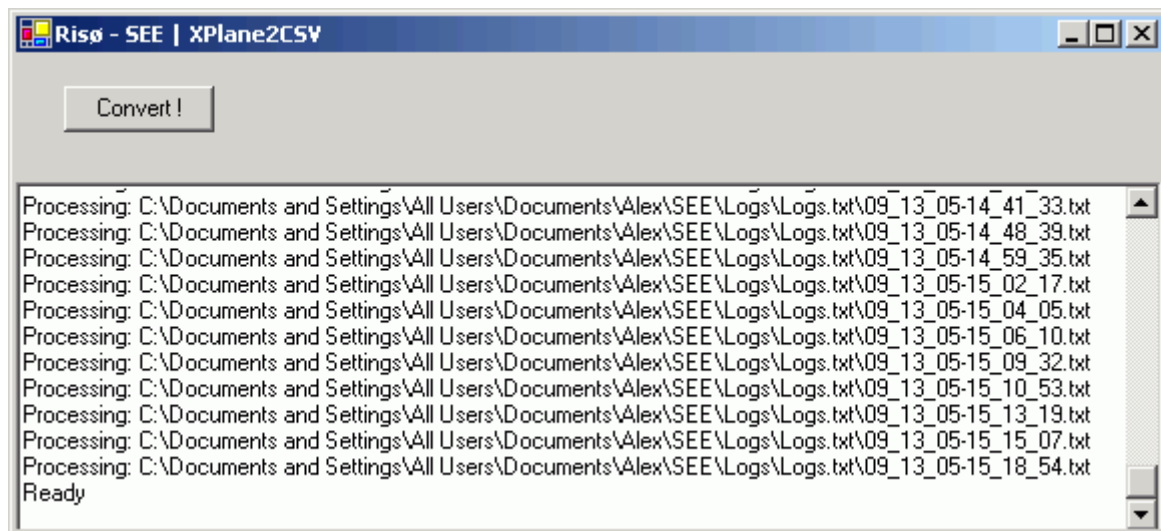 Risø - SEE | XPlane2CSV
Convert !
Processing: C:\Documents and Settings\All Users\Documents\Alex\SEE\Logs\Logs.txt\09_13_05-14_41_33.txt
Processing: C:\Documents and Settings\All Users\Documents\Alex\SEE\Logs\Logs.txt\09_13_05-14_48_39.txt
Processing: C:\Documents and Settings\All Users\Documents\Alex\SEE\Logs\Logs.txt\09_13_05-14_59_35.txt
Processing: C:\Documents and Settings\All Users\Documents\Alex\SEE\Logs\Logs.txt\09_13_05-15_02_17.txt
Processing: C:\Documents and Settings\All Users\Documents\Alex\SEE\Logs\Logs.txt\09_13_05-15_04_05.txt
Processing: C:\Documents and Settings\All Users\Documents\Alex\SEE\Logs\Logs.txt\09_13_05-15_06_10.txt
Processing: C:\Documents and Settings\All Users\Documents\Alex\SEE\Logs\Logs.txt\09_13_05-15_09_32.txt
Processing: C:\Documents and Settings\All Users\Documents\Alex\SEE\Logs\Logs.txt\09_13_05-15_10_53.txt
Processing: C:\Documents and Settings\All Users\Documents\Alex\SEE\Logs\Logs.txt\09_13_05-15_13_19.txt
Processing: C:\Documents and Settings\All Users\Documents\Alex\SEE\Logs\Logs.txt\09_13_05-15_15_07.txt
Processing: C:\Documents and Settings\All Users\Documents\Alex\SEE\Logs\Logs.txt\09_13_05-15_18_54.txt
Ready